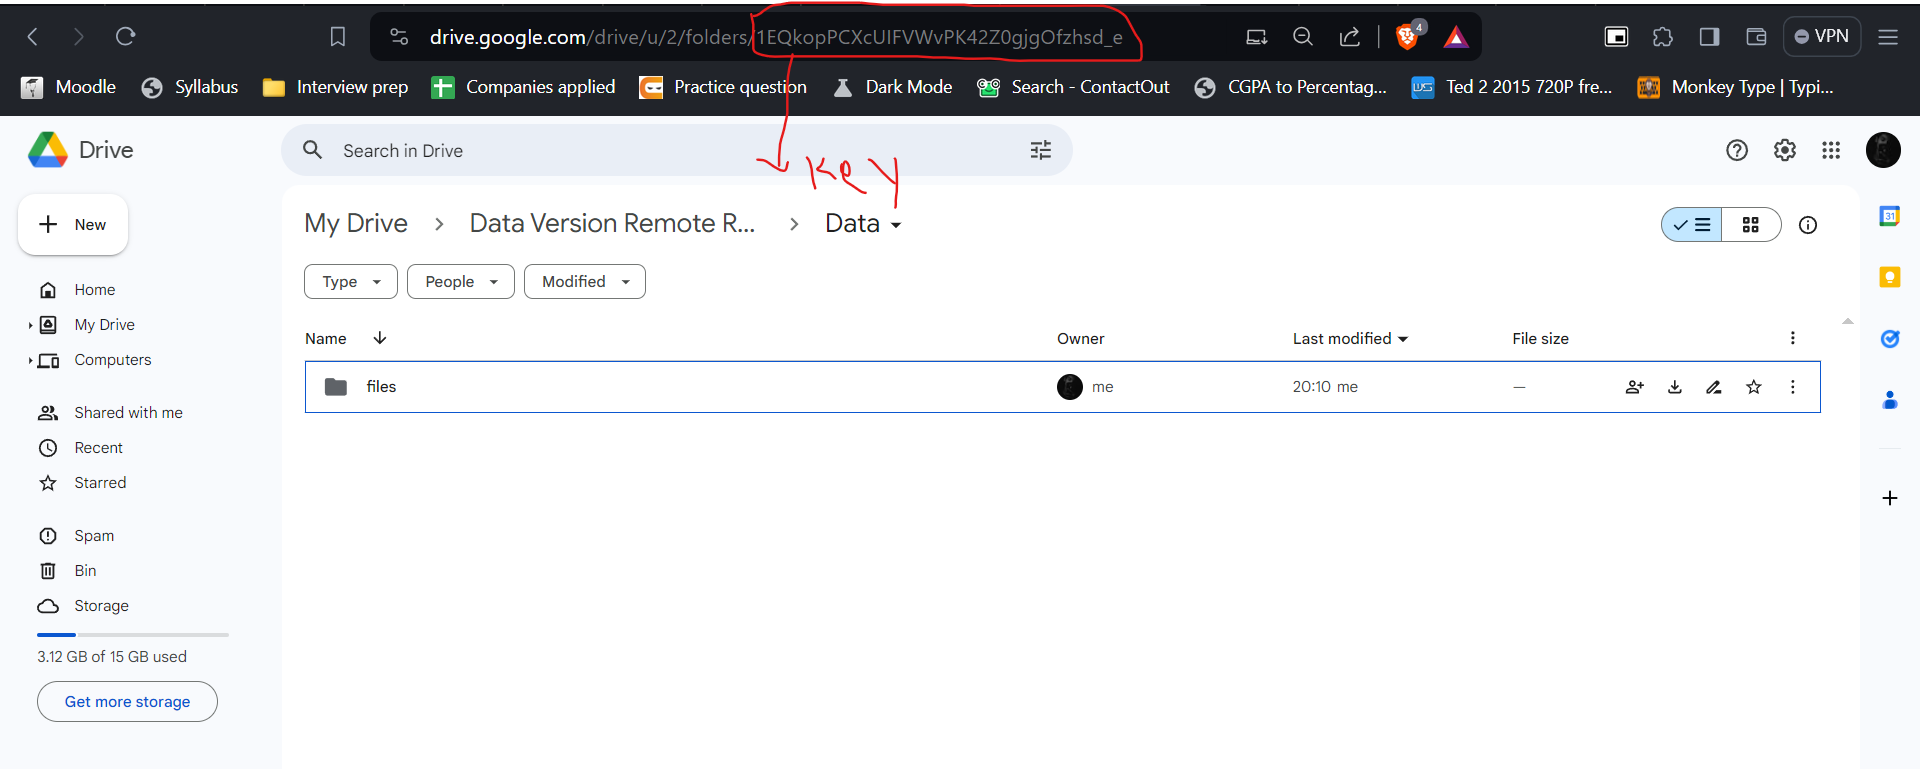 drive.google.com/drive/u/2/folders/1EQkopPCXcUIFVWvPK42Z0gjgOfzhsd_e
4
VPN
Moodle
Syllabus
Interview prep
Companies applied
Practice question
Dark Mode
Search - ContactOut
CGPA to Percentag...
Ted 2 2015 720P fre...
Monkey Type | Typi...
Drive
Search in Drive
Key
New
My Drive
Data Version Remote R...
Data
31
Type
People
Modified
Home
My Drive
Computers
Name
Owner
Last modified
File size
files
me
20:10 me
—
Shared with me
Recent
Starred
Spam
Bin
Storage
3.12 GB of 15 GB used
Get more storage